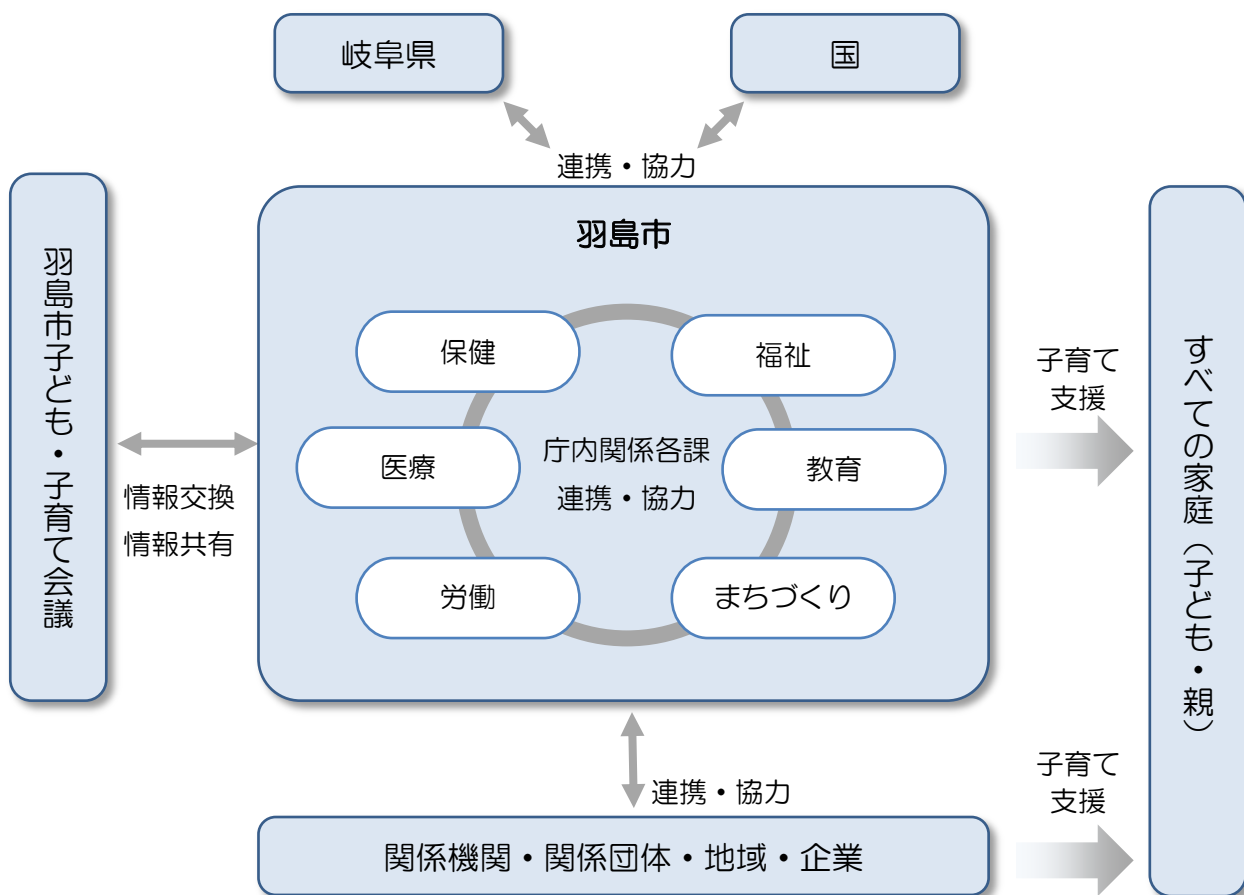 岐阜県
国
連携・協力
羽島市子ども・子育て会議
情報交換
情報共有
羽島市
保健
福祉
医療
庁内関係各課
連携・協力
教育
労働
まちづくり
子育て
支援
すべての家庭（子ども・親）
連携・協力
関係機関・関係団体・地域・企業
子育て
支援